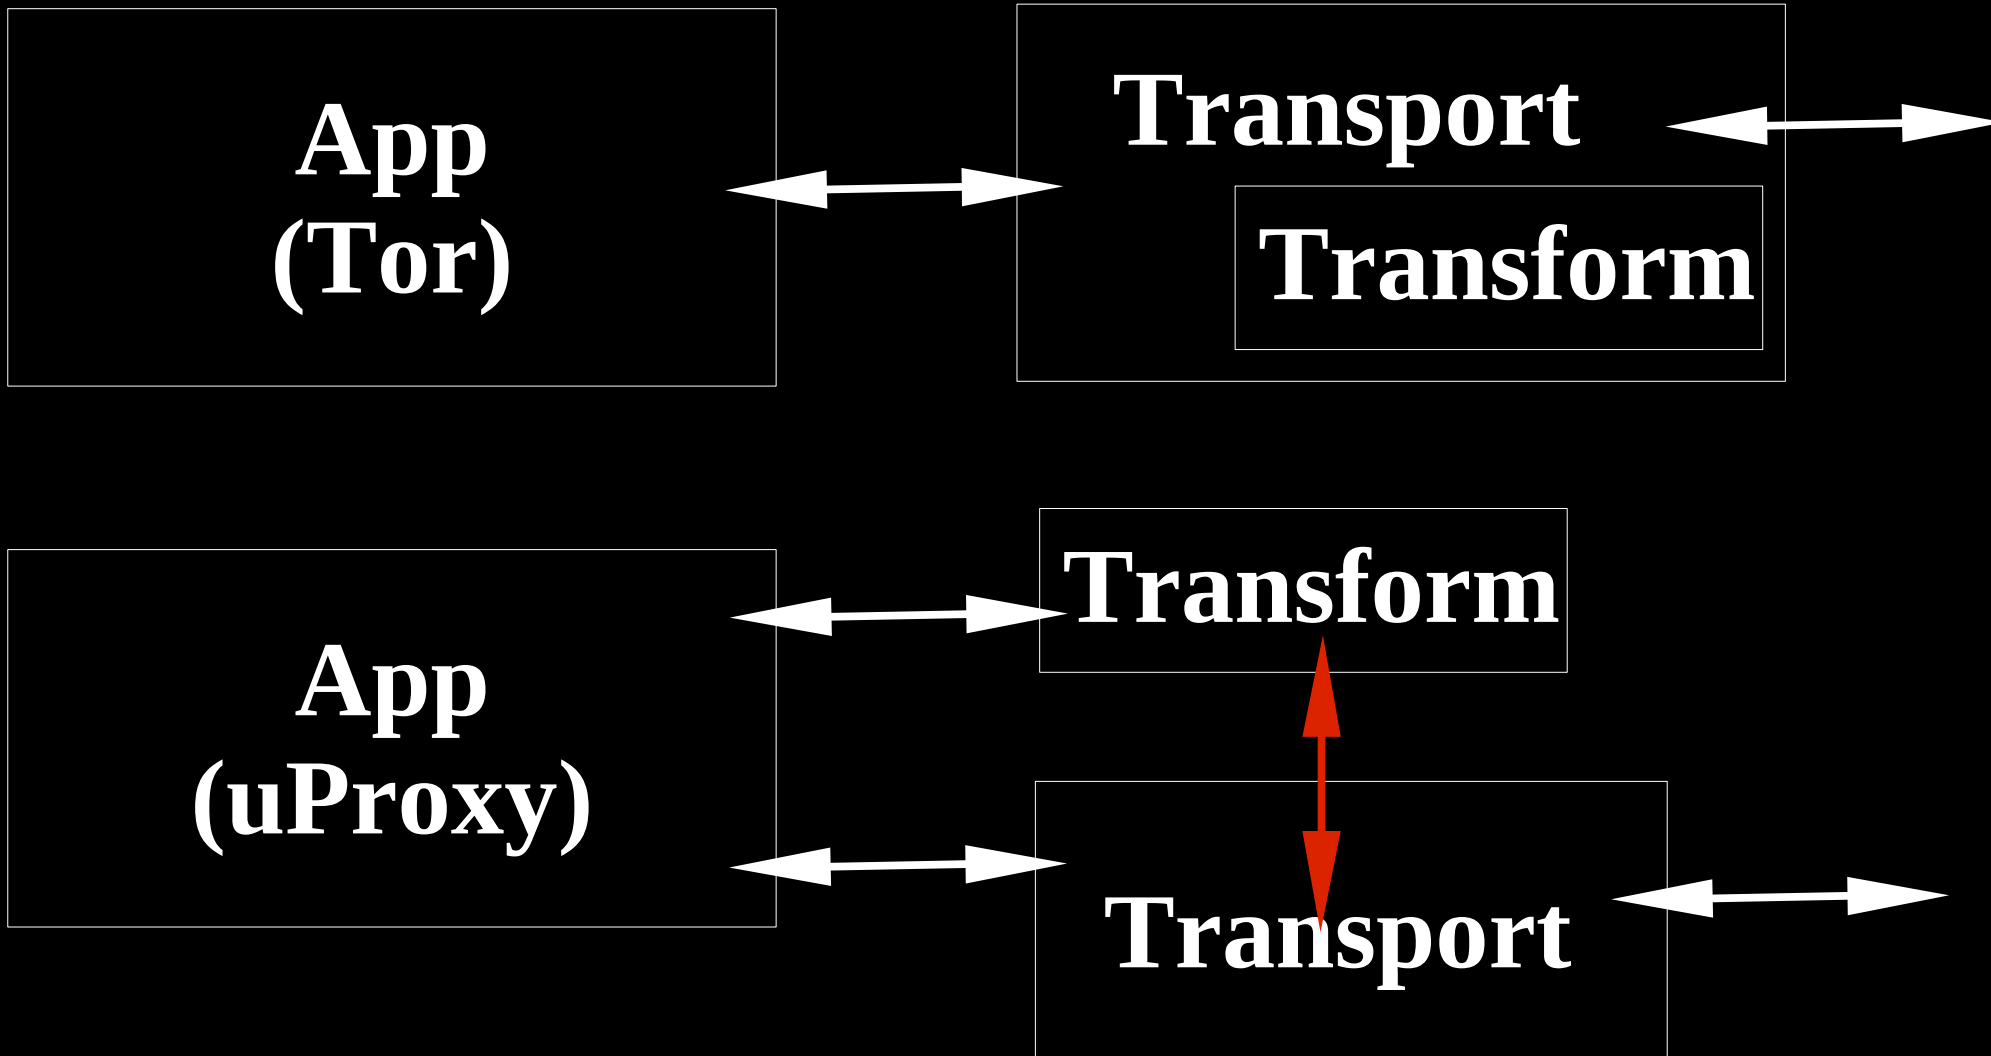 App
(Tor)
Transport
Transform
App
(uProxy)
Transform
Transport